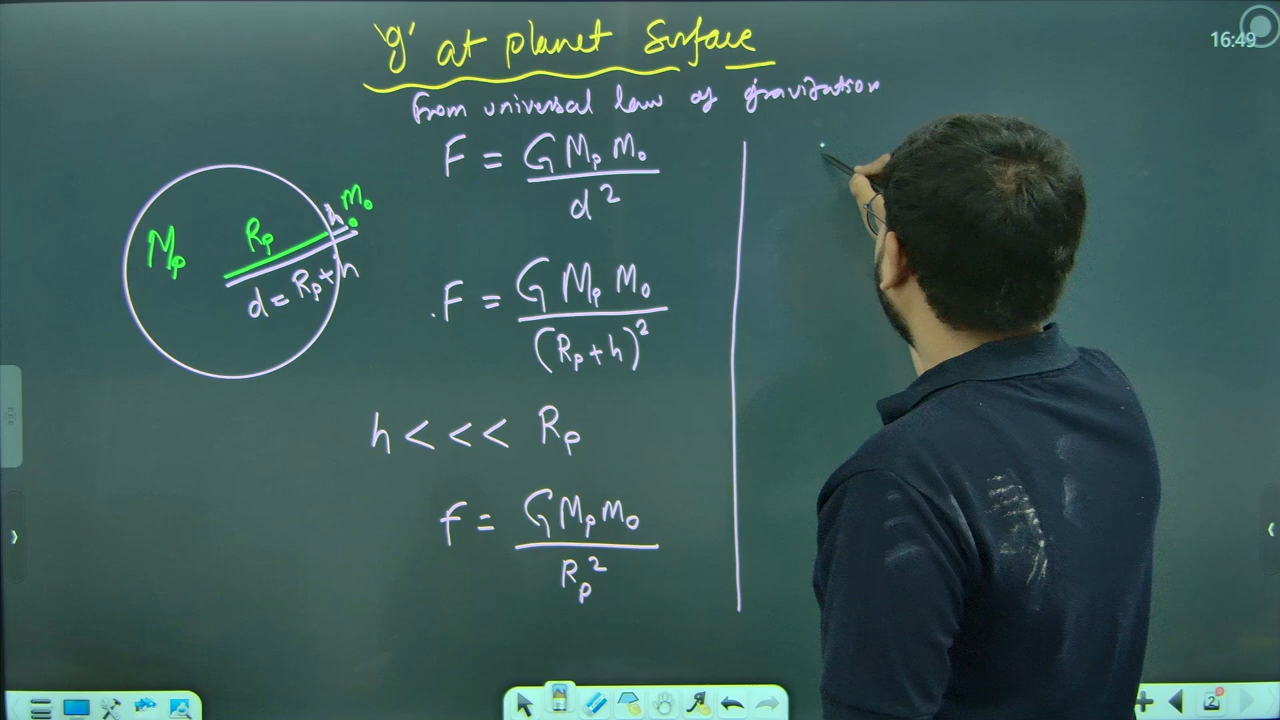 'g' at planet Surface
16:49
from universal law of gravitation
F = G Mp Mo / d²
Mp
Rp
h
Mo
d = Rp + h
F = G Mp Mo / (Rp + h)²
h < < < Rp
f = G Mp Mo / Rp²
2